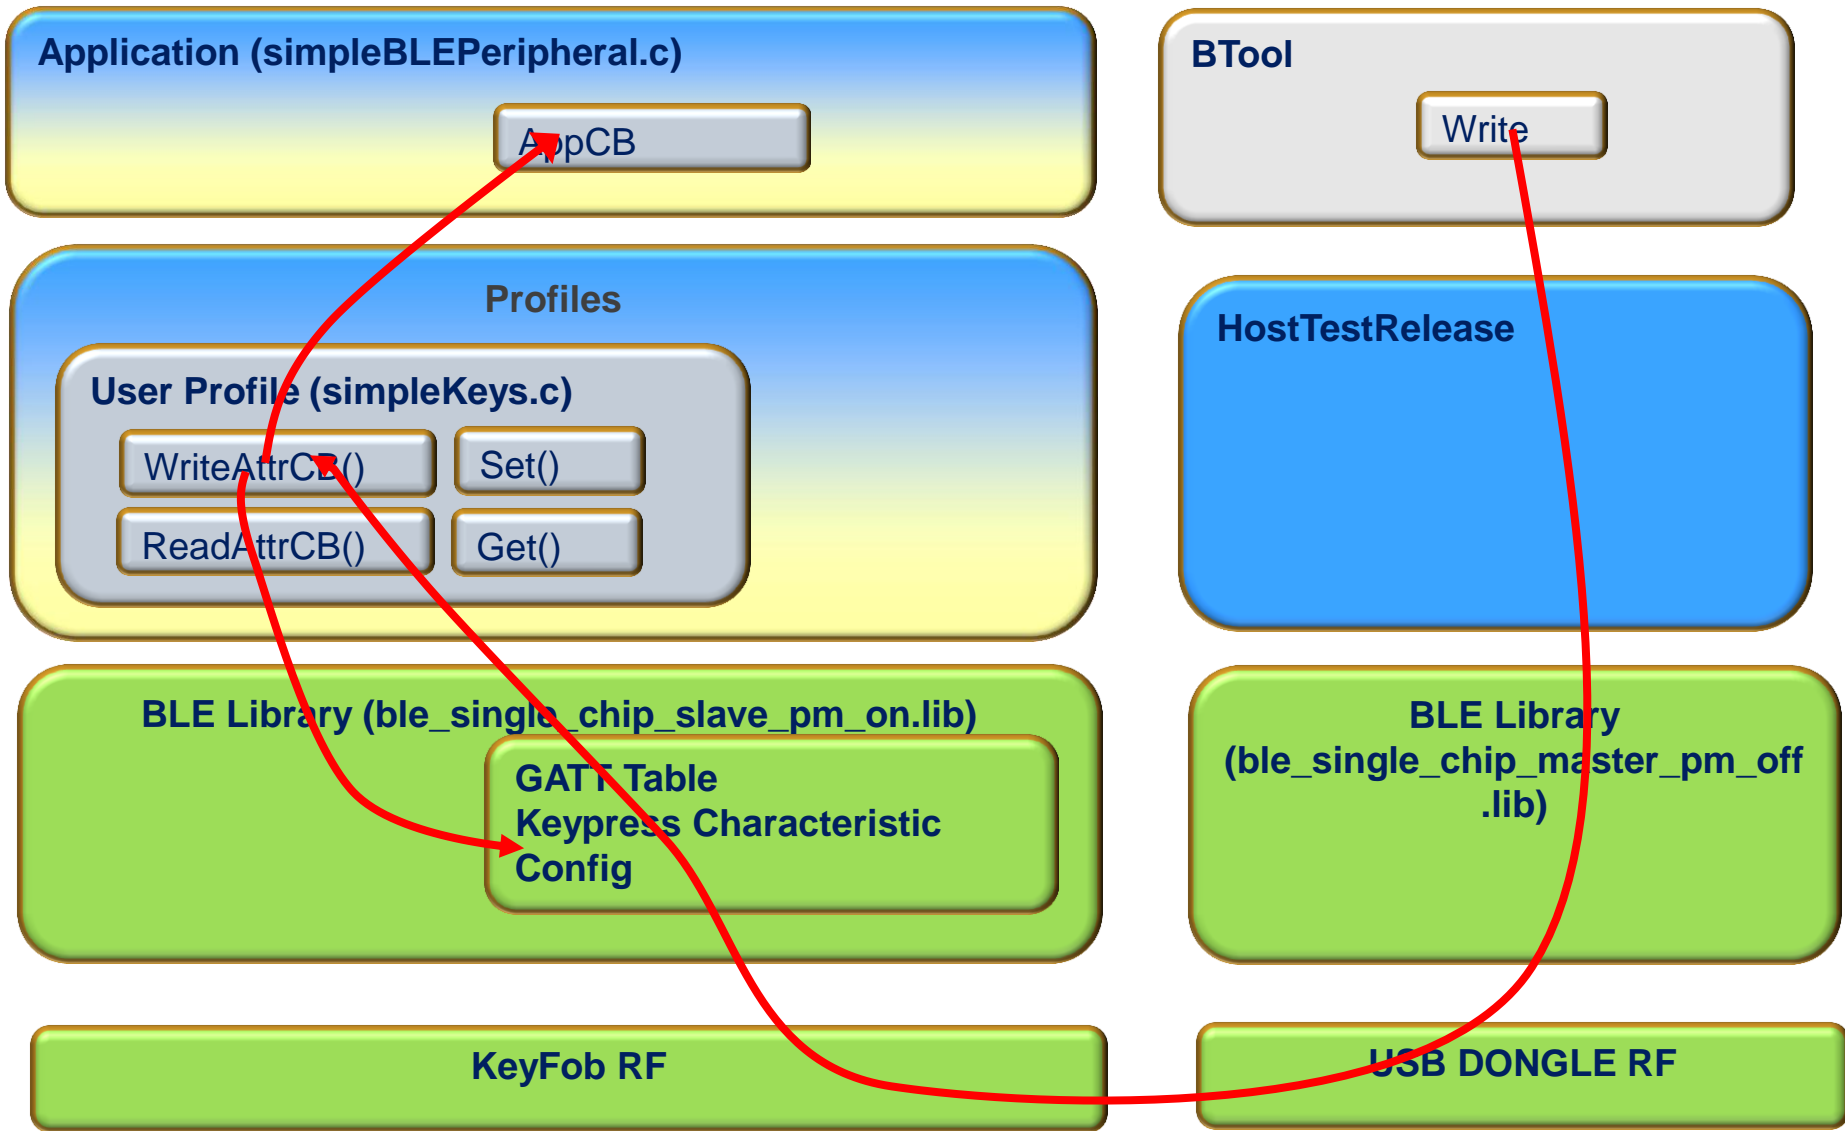 Application (simpleBLEPeripheral.c)
AppCB
Profiles
User Profile (simpleKeys.c)
WriteAttrCB()
Set()
ReadAttrCB()
Get()
BLE Library (ble_single_chip_slave_pm_on.lib)
GATT Table
Keypress Characteristic
Config
KeyFob RF
BTool
Write
HostTestRelease
BLE Library
(ble_single_chip_master_pm_off
.lib)
USB DONGLE RF